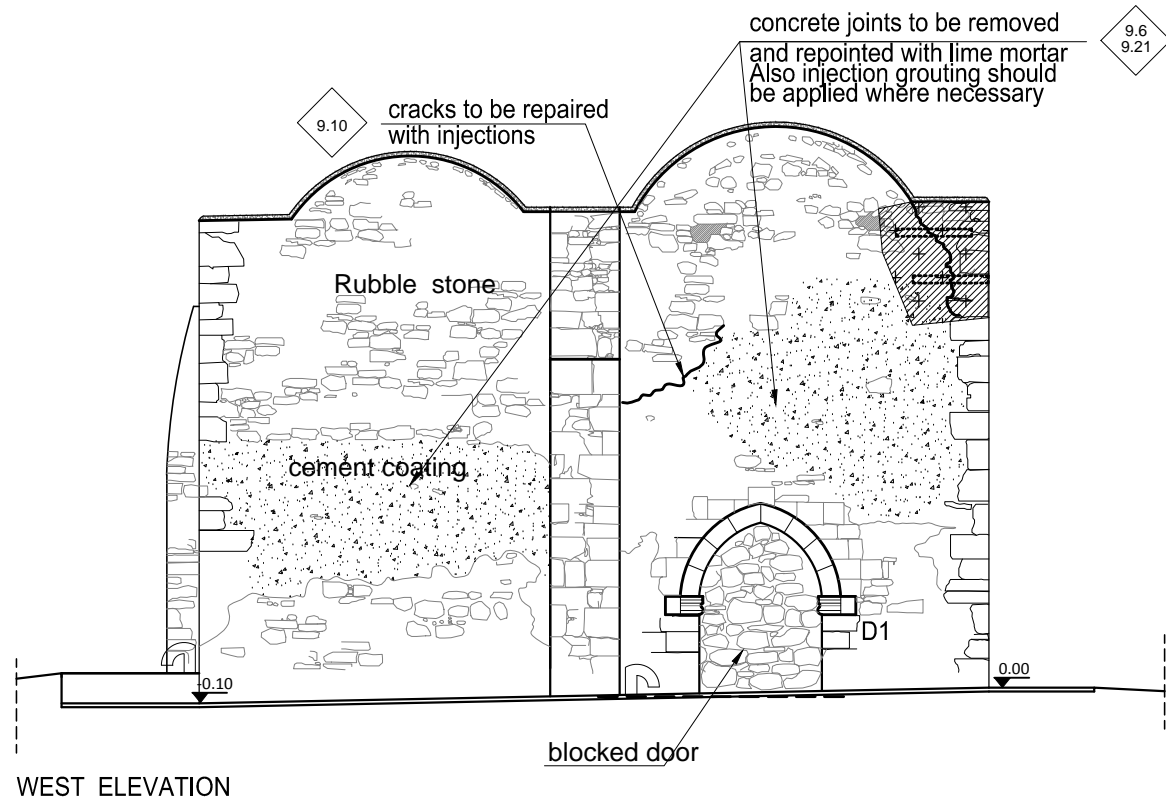 concrete joints to be removed
and repointed with lime mortar
Also injection grouting should
be applied where necessary
9.6
9.21
9.10
cracks to be repaired
with injections
Rubble stone
cement coating
D1
-0.10
0.00
blocked door
WEST ELEVATION